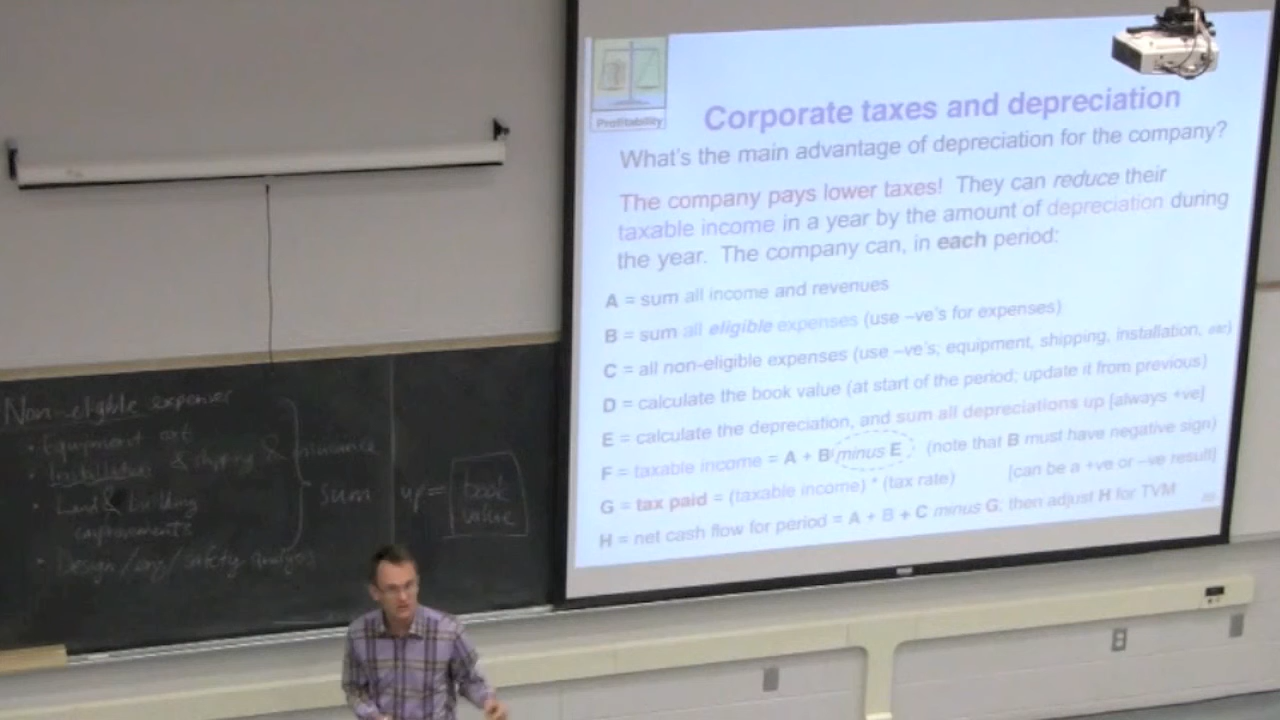 Profitability
Corporate taxes and depreciation
What's the main advantage of depreciation for the company?
The company pays lower taxes! They can reduce their
taxable income in a year by the amount of depreciation during
the year. The company can, in each period:
A = sum all income and revenues
B = sum all eligible expenses (use –ve's for expenses)
C = all non-eligible expenses (use –ve's; equipment, shipping, installation, etc)
D = calculate the book value (at start of the period; update it from previous)
E = calculate the depreciation, and sum all depreciations up [always +ve]
F = taxable income = A + B minus E (note that B must have negative sign)
G = tax paid = (taxable income) * (tax rate) [can be a +ve or –ve result]
H = net cash flow for period = A + B + C minus G; then adjust H for TVM
Non-eligible expenses
• Equipment
• Installation & shipping & insurance
• Land & building
improvements
• Design / / safety analysis
sum up = book
value